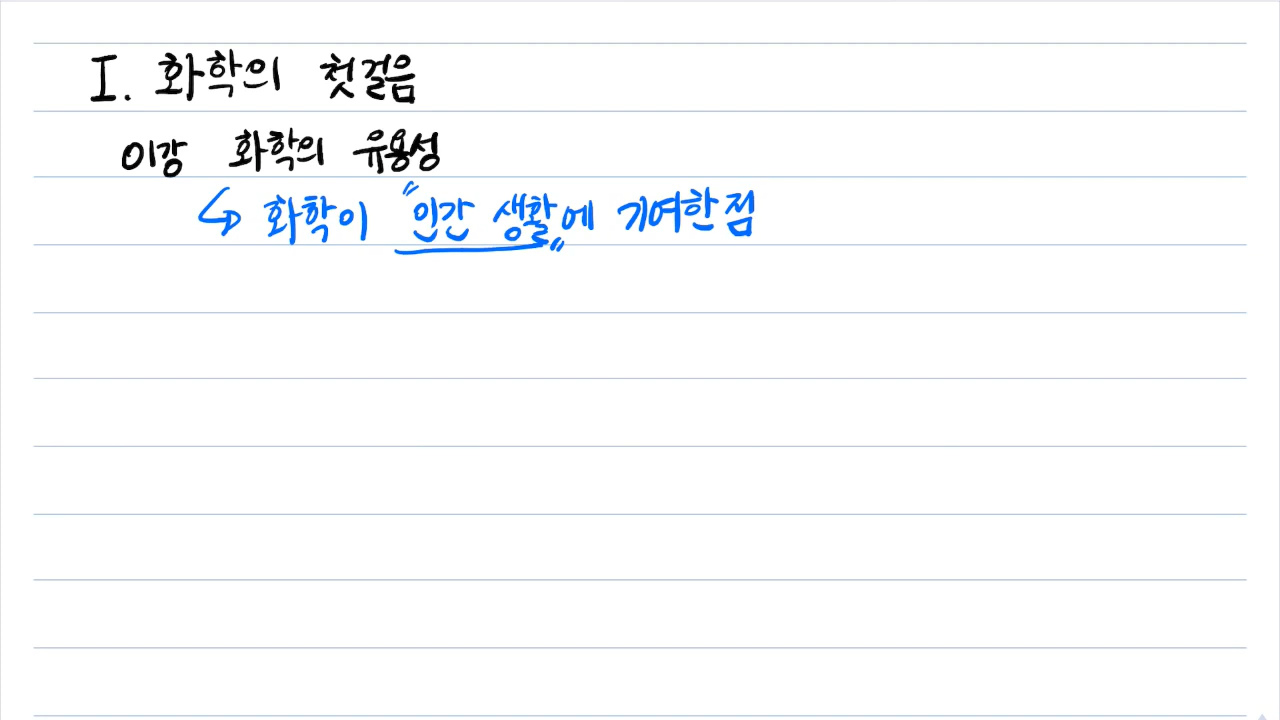 I. 화학의 첫걸음
01강 화학의 유용성
↳ 화학이 "인간 생활"에 기여한점